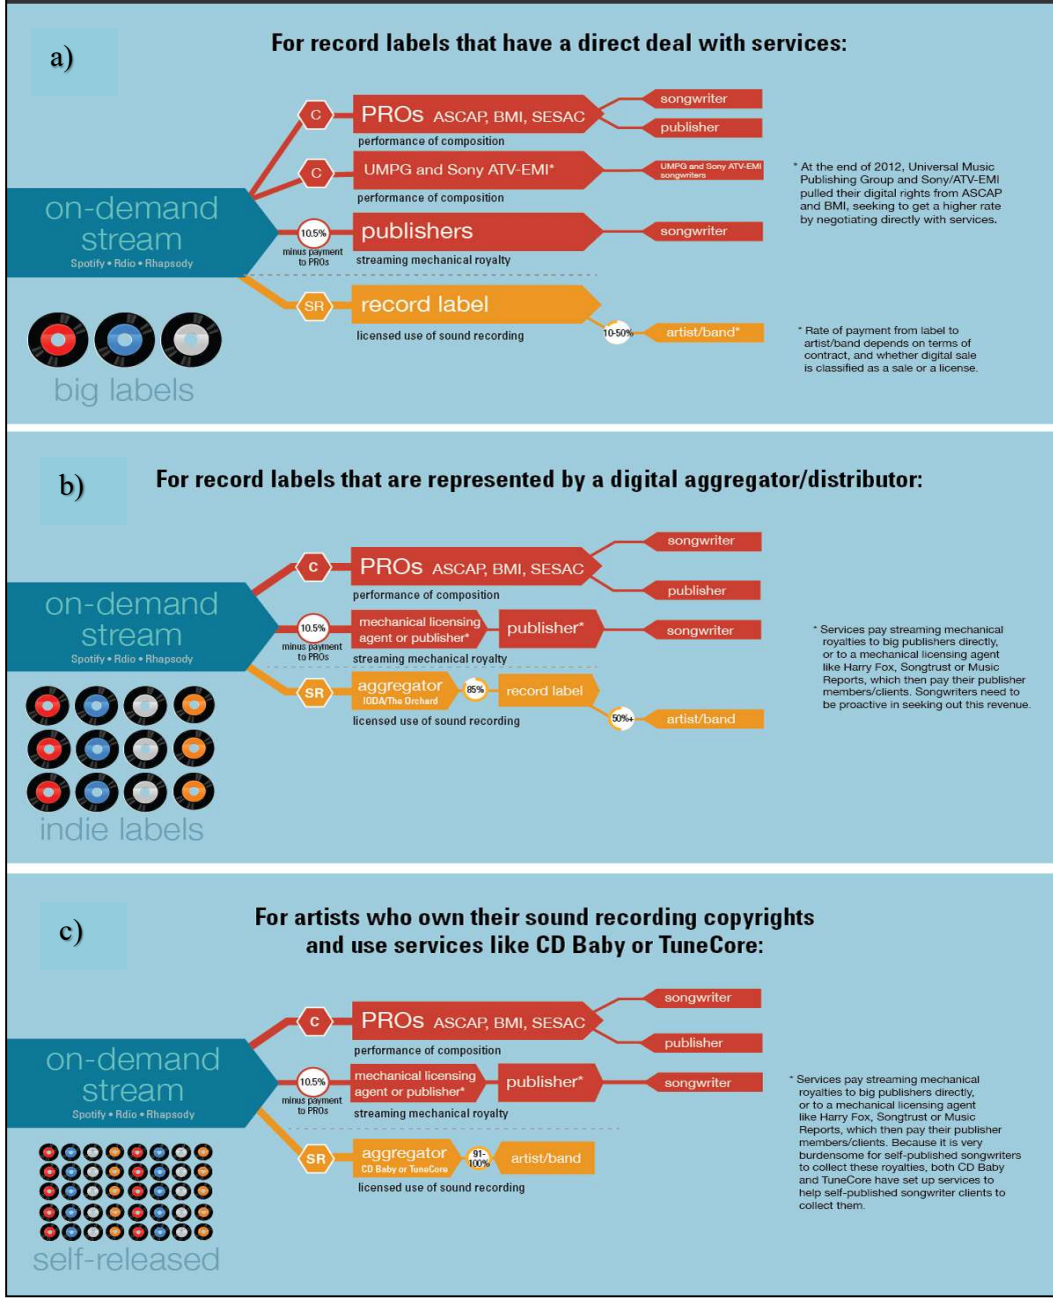 a)
For record labels that have a direct deal with services:
C
PROs ASCAP, BMI, SESAC
songwriter
publisher
performance of composition
C
UMPG and Sony ATV-EMI*
UMPG and Sony ATV-EMI
songwriters
performance of composition
* At the end of 2012, Universal Music
Publishing Group and Sony/ATV-EMI
pulled their digital rights from ASCAP
and BMI, seeking to get a higher rate
by negotiating directly with services.
on-demand
stream
Spotify • Rdio • Rhapsody
10.5%
minus payment
to PROs
publishers
songwriter
streaming mechanical royalty
SR
record label
licensed use of sound recording
10-50%
artist/band*
* Rate of payment from label to
artist/band depends on terms of
contract, and whether digital sale
is classified as a sale or a license.
big labels
b)
For record labels that are represented by a digital aggregator/distributor:
C
PROs ASCAP, BMI, SESAC
songwriter
publisher
performance of composition
on-demand
stream
Spotify • Rdio • Rhapsody
10.5%
minus payment
to PROs
mechanical licensing
agent or publisher*
publisher*
songwriter
streaming mechanical royalty
* Services pay streaming mechanical
royalties to big publishers directly,
or to a mechanical licensing agent
like Harry Fox, Songtrust or Music
Reports, which then pay their publisher
members/clients. Songwriters need to
be proactive in seeking out this revenue.
SR
aggregator
IODA/The Orchard
85%
record label
licensed use of sound recording
50%+
artist/band
indie labels
c)
For artists who own their sound recording copyrights
and use services like CD Baby or TuneCore:
C
PROs ASCAP, BMI, SESAC
songwriter
publisher
performance of composition
on-demand
stream
Spotify • Rdio • Rhapsody
10.5%
minus payment
to PROs
mechanical licensing
agent or publisher*
publisher*
songwriter
streaming mechanical royalty
* Services pay streaming mechanical
royalties to big publishers directly,
or to a mechanical licensing agent
like Harry Fox, Songtrust or Music
Reports, which then pay their publisher
members/clients. Because it is very
burdensome for self-published songwriters
to collect these royalties, both CD Baby
and TuneCore have set up services to
help self-published songwriter clients to
collect them.
SR
aggregator
CD Baby or TuneCore
91-
100%
artist/band
licensed use of sound recording
self-released